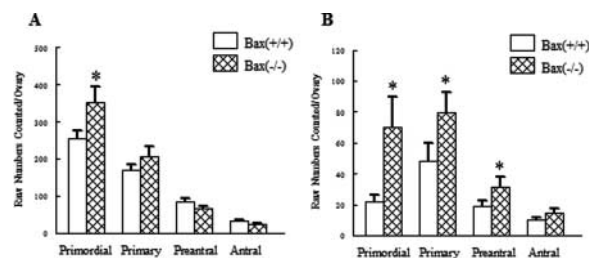 A
Raw Numbers Counted/Ovary
500
400
300
200
100
0
*
Bax(+/+)
Bax(-/-)
Primordial Primary Preantral Antral
B
Raw Numbers Counted/Ovary
120
100
80
60
40
20
0
* * *
Bax(+/+)
Bax(-/-)
Primordial Primary Preantral Antral